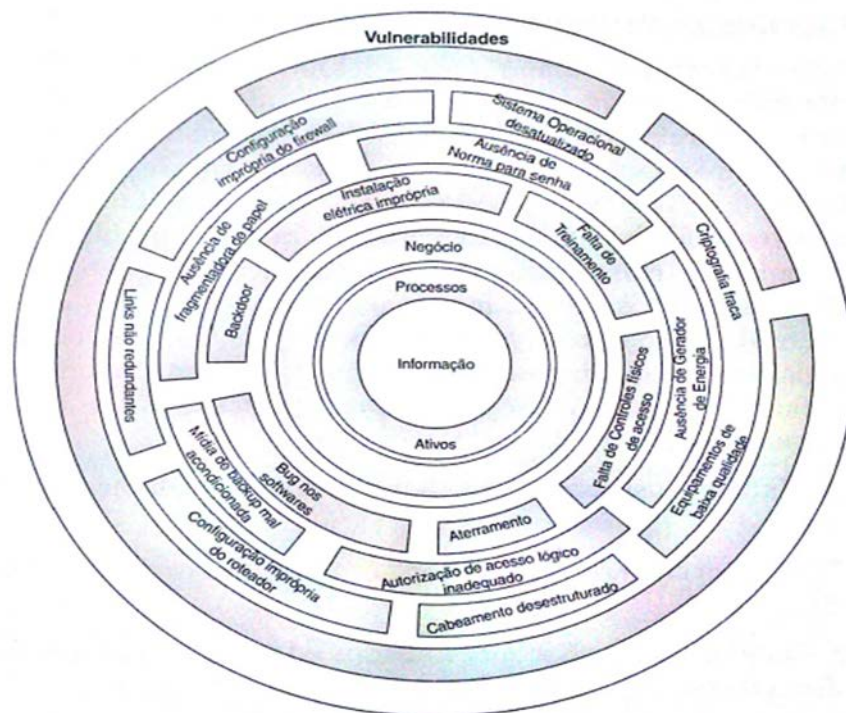 Vulnerabilidades
Configuração
imprópria do firewall
Sistema Operacional
desatualizado
Ausência de
Norma para senha
Ausência de
fragmentadora de papel
Instalação
elétrica imprópria
Falta de
Treinamento
Criptografia fraca
Links não redundantes
Backdoor
Negócio
Processos
Informação
Ativos
Falta de Controles físicos
de acesso
Ausência de Gerador
de Energia
Equipamentos de
baixa qualidade
Mídia de backup mal
acondicionada
Bug nos
softwares
Aterramento
Configuração imprópria
do roteador
Autorização de acesso lógico
inadequado
Cabeamento desestruturado